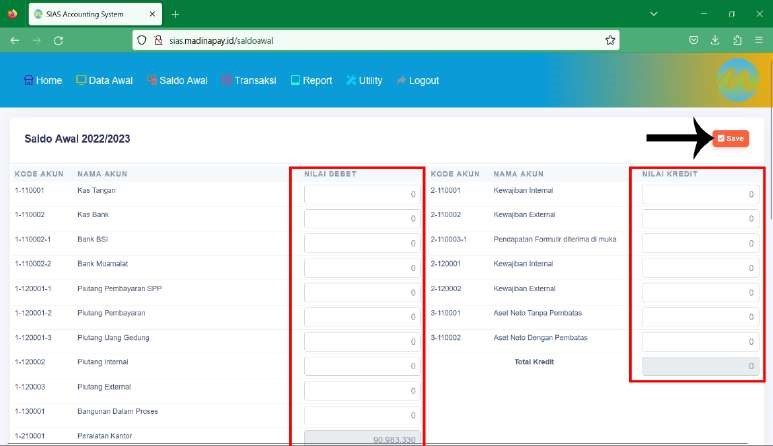 SIAS Accounting System
sias.madinapay.id/saldoawal
Home Data Awal Saldo Awal Transaksi Report Utility Logout
Saldo Awal 2022/2023 Save
KODE AKUN NAMA AKUN NILAI DEBET KODE AKUN NAMA AKUN NILAI KREDIT
1-110001 Kas Tangan 0 2-110001 Kewajiban Internal 0
1-110002 Kas Bank 0 2-110002 Kewajiban External 0
1-110002-1 Bank BSI 0 2-110003-1 Pendapatan Formulir diterima di muka 0
1-110002-2 Bank Muamalat 0 2-120001 Kewajiban Internal 0
1-120001-1 Piutang Pembayaran SPP 0 2-120002 Kewajiban External 0
1-120001-2 Piutang Pembayaran 0 3-110001 Aset Neto Tanpa Pembatas 0
1-120001-3 Piutang Uang Gedung 0 3-110002 Aset Neto Dengan Pembatas 0
1-120002 Piutang Internal 0 Total Kredit 0
1-120003 Piutang External 0
1-130001 Bangunan Dalam Proses 0
1-210001 Peralatan Kantor 90.983.330